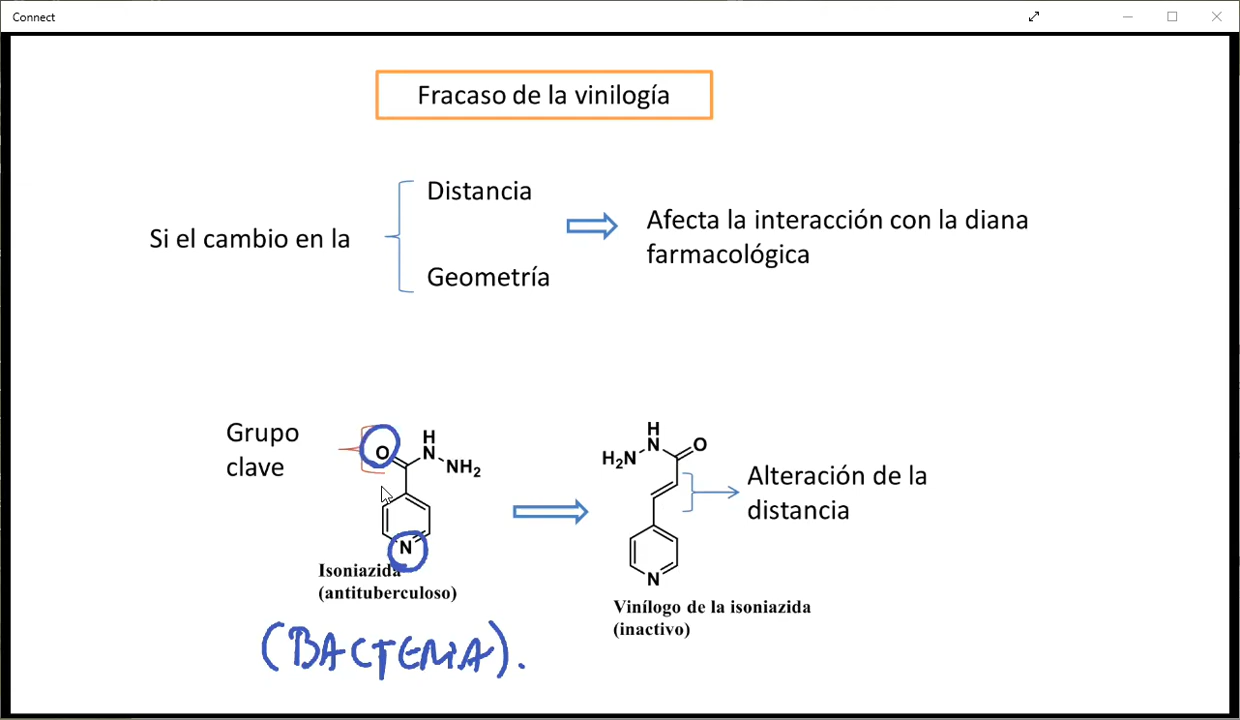 Connect
Fracaso de la vinilogía
Si el cambio en la
Distancia
Geometría
Afecta la interacción con la diana
farmacológica
Grupo
clave
O
H
N
NH2
N
Isoniazida
(antituberculoso)
(BACTERIA).
H
N
H2N
O
N
Alteración de la
distancia
Vinílogo de la isoniazida
(inactivo)